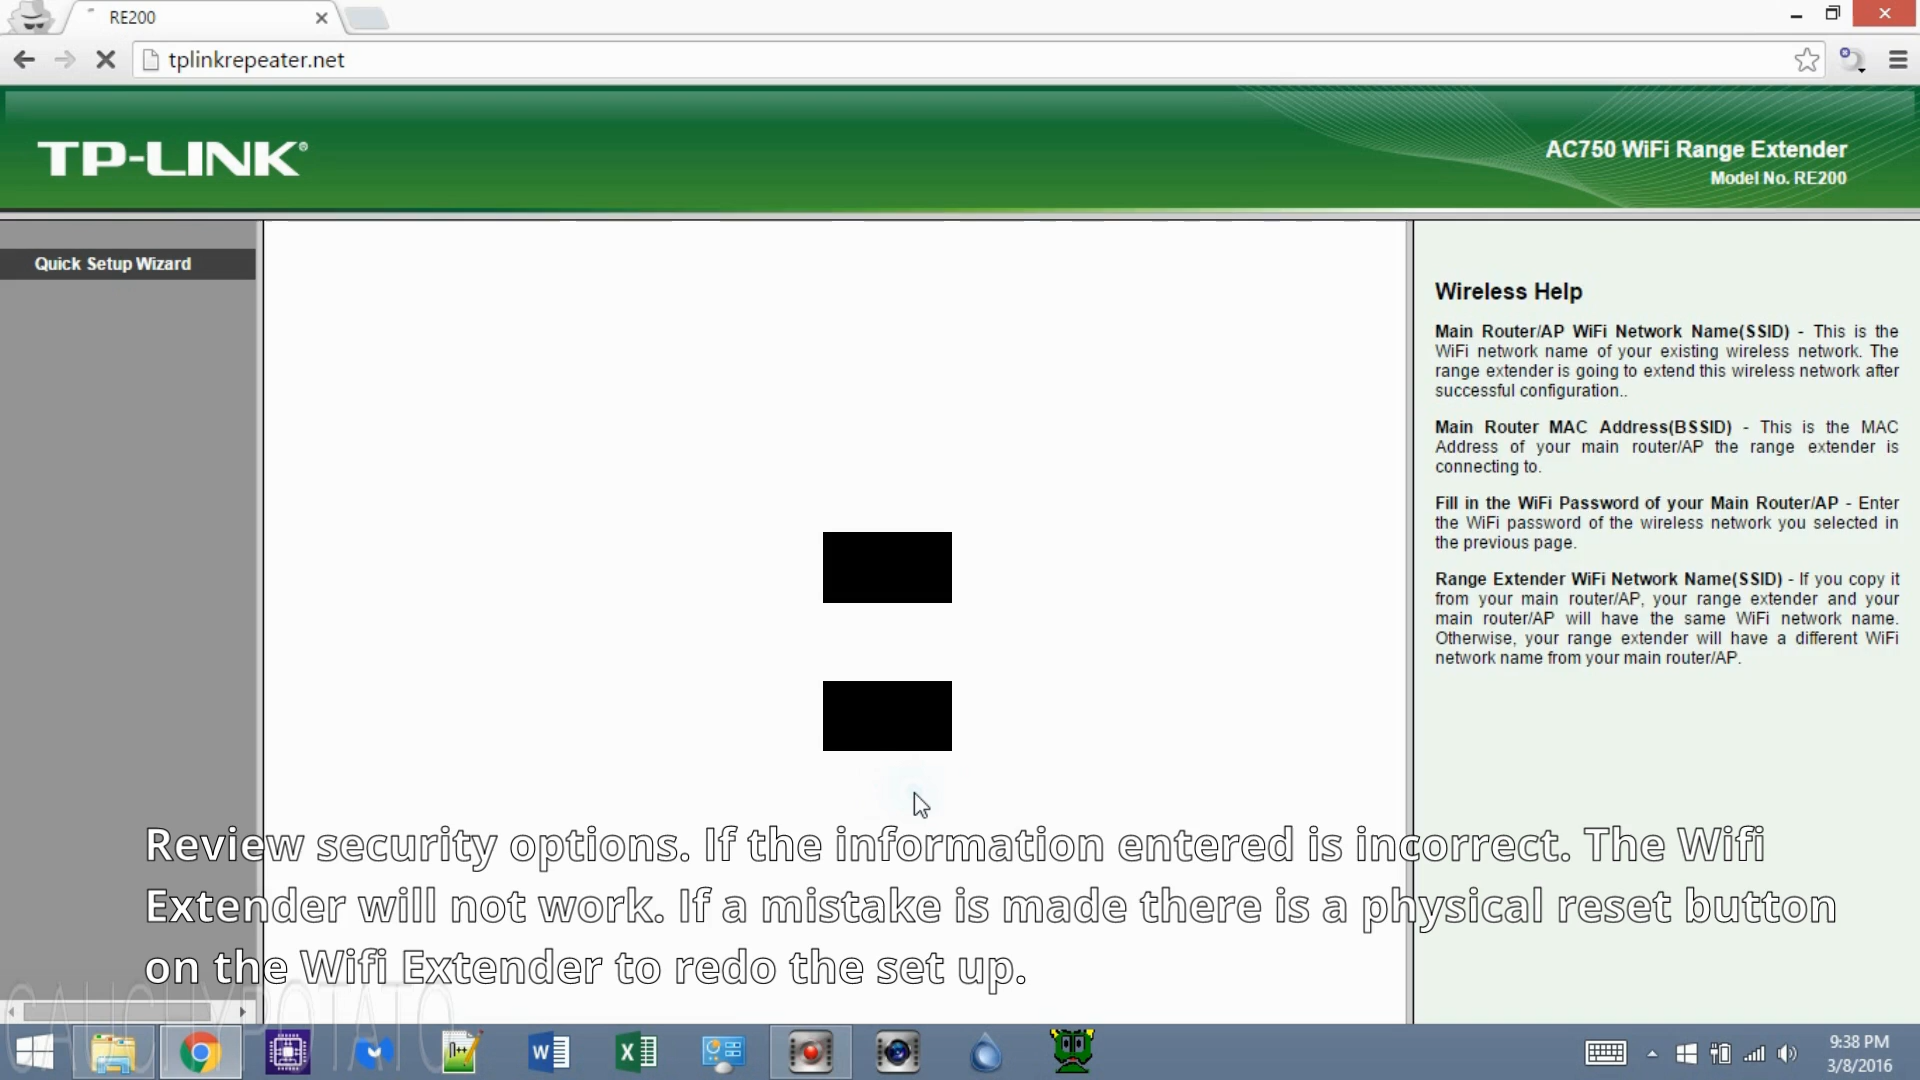 RE200
tplinkrepeater.net
TP-LINK®
AC750 WiFi Range Extender
Model No. RE200
Quick Setup Wizard
Wireless Help
Main Router/AP WiFi Network Name(SSID) - This is the
WiFi network name of your existing wireless network. The
range extender is going to extend this wireless network after
successful configuration..
Main Router MAC Address(BSSID) - This is the MAC
Address of your main router/AP the range extender is
connecting to.
Fill in the WiFi Password of your Main Router/AP - Enter
the WiFi password of the wireless network you selected in
the previous page.
Range Extender WiFi Network Name(SSID) - If you copy it
from your main router/AP, your range extender and your
main router/AP will have the same WiFi network name.
Otherwise, your range extender will have a different WiFi
network name from your main router/AP.
Review security options. If the information entered is incorrect. The Wifi
Extender will not work. If a mistake is made there is a physical reset button
on the Wifi Extender to redo the set up.
9:38 PM
3/8/2016